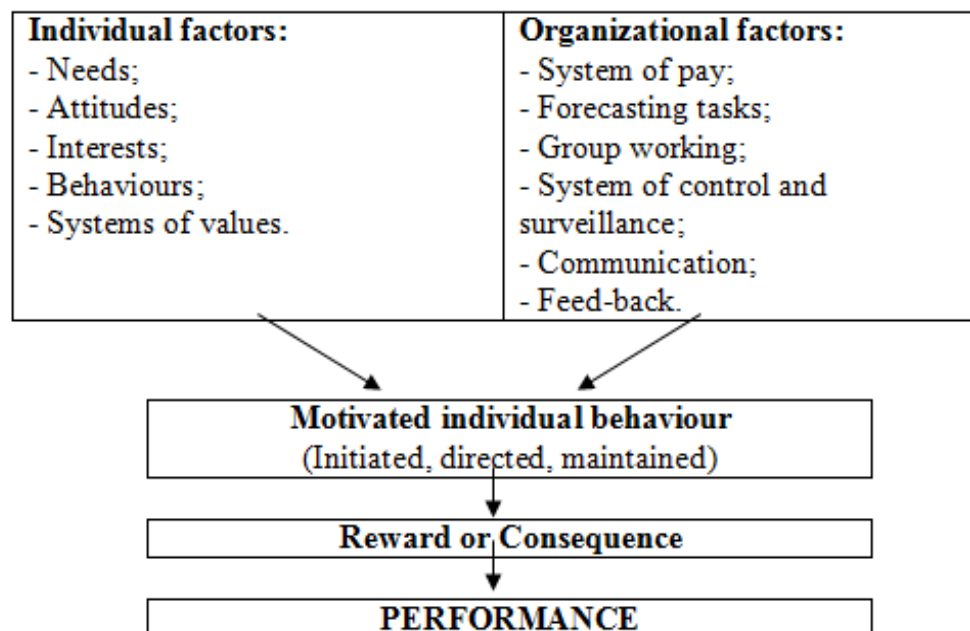 Individual factors:
- Needs;
- Attitudes;
- Interests;
- Behaviours;
- Systems of values.
Organizational factors:
- System of pay;
- Forecasting tasks;
- Group working;
- System of control and
surveillance;
- Communication;
- Feed-back.
Motivated individual behaviour
(Initiated, directed, maintained)
Reward or Consequence
PERFORMANCE